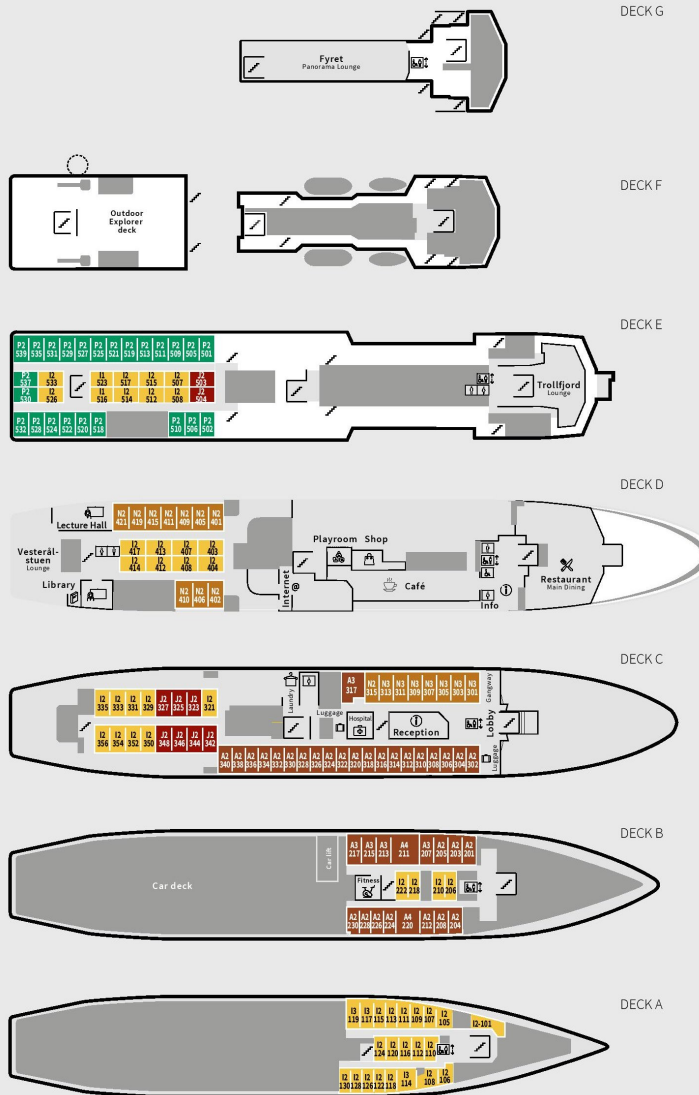 DECK G
Fyret
Panorama Lounge
DECK F
Outdoor
Explorer
deck
DECK E
P2 P2 P2 P2 P2 P2 P2 P2 P2 P2 P2 P2 P2
539 535 531 529 527 525 521 519 513 511 509 505 501
P2 I2 I1 I2 I2 I2 J2
537 533 523 517 515 507 503
P2 I2 I2 I2 I2 I2 J2
530 526 516 514 512 508 504
Trollfjord
Lounge
P2 P2 P2 P2 P2 P2 P2 P2 P2
532 528 524 522 520 518 510 506 502
DECK D
N2 N2 N2 N2 N2 N2 N2
421 419 415 411 409 405 401
Lecture Hall
I2 I2 I2 I2
417 413 407 403
I2 I2 I2 I2
414 412 408 404
Vesterål-
stuen
Lounge
Library
N2 N2 N2
410 406 402
Internet
@
Playroom Shop
Café
Info
Restaurant
Main Dining
DECK C
A3
317
N2 N3 N3 N3 N3 N3 N3 N3
315 313 311 309 307 305 303 301
Gangway
Laundry
Luggage
Hospital
Reception
Lobby
Luggage
I2 I2 I2 I2 J2 J2 J2 I2
335 333 331 329 327 325 323 321
I2 I2 I2 I2 J2 J2 J2 J2
356 354 352 350 348 346 344 342
A2 A2 A2 A2 A2 A2 A2 A2 A2 A2 A2 A2 A2 A2 A2 A2 A2 A2 A2 A2
340 338 336 334 332 330 328 326 324 322 320 318 316 314 312 310 308 306 304 302
DECK B
Car deck
Car lift
A3 A3 A3 A4 A3 A2 A2 A2
217 215 213 211 207 205 203 201
Fitness
I2 I2 I2 I2
222 218 210 206
A2 A2 A2 A2 A4 A2 A2 A2
230 228 226 224 220 212 208 204
DECK A
I3 I3 I2 I2 I2 I2 I2 I2
119 117 115 113 111 109 107 105
I2-101
I2 I2 I2 I2 I2
124 120 116 112 110
I2 I2 I2 I2 I2 I3 I2 I2
130 128 126 122 118 114 108 106